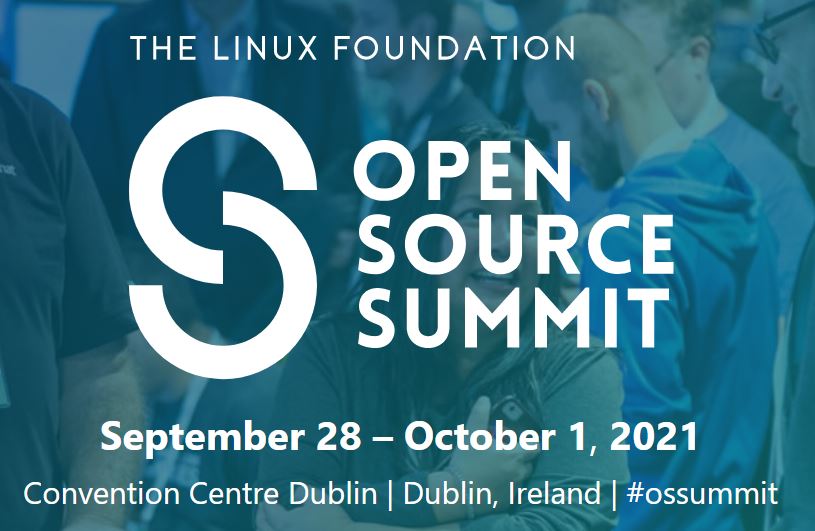 THE LINUX FOUNDATION
OPEN
SOURCE
SUMMIT
September 28 – October 1, 2021
Convention Centre Dublin | Dublin, Ireland | #ossummit